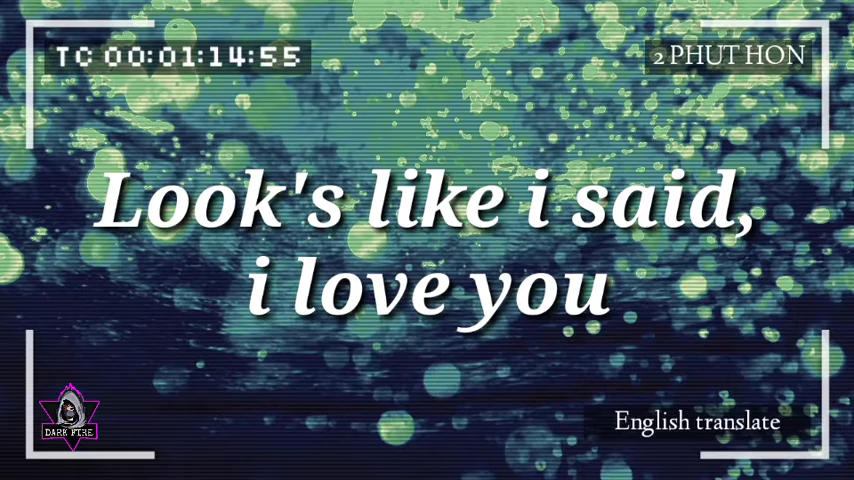 TC 00:01:14:55
2 PHUT HON
Look's like i said,
i love you
English translate
DARK FIRE